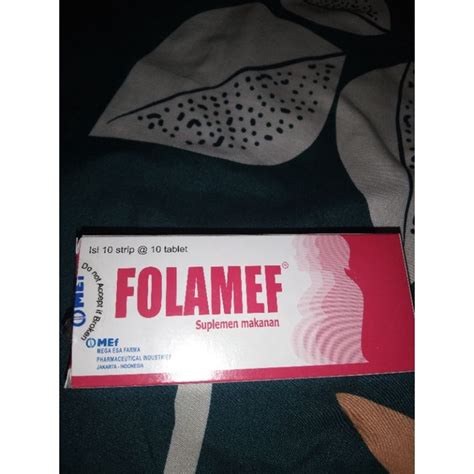 Isi 10 strip @ 10 tablet
Do not Accept if Broken
MEF
FOLAMEF®
Suplemen makanan
MEF
MEGA ESA FARMA
PHARMACEUTICAL INDUSTRIES
JAKARTA - INDONESIA